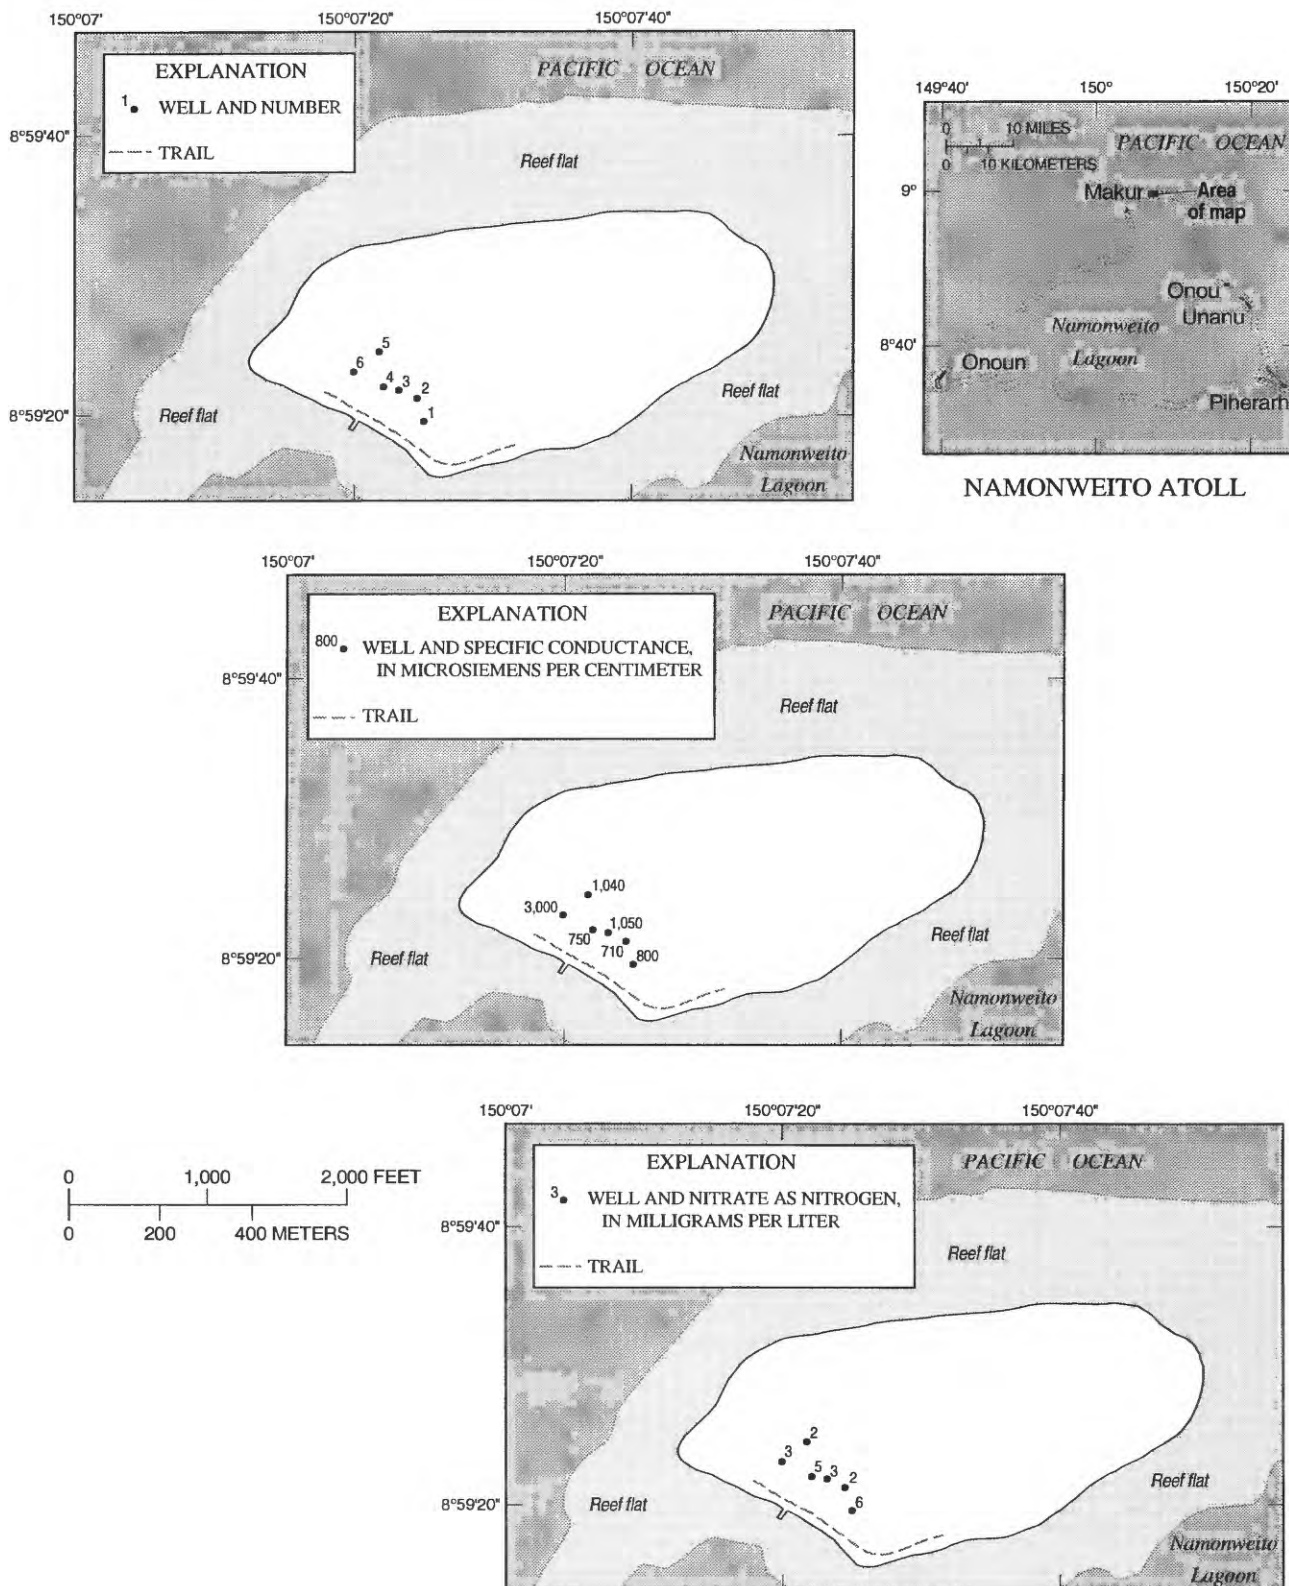 150°07'
150°07'20"
150°07'40"
EXPLANATION
1 WELL AND NUMBER
TRAIL
PACIFIC OCEAN
8°59'40"
Reef flat
5
6
4
3
2
1
8°59'20"
Reef flat
Reef flat
Namonweito
Lagoon
149°40'
150°
150°20'
0 10 MILES
0 10 KILOMETERS
PACIFIC OCEAN
9°
Makur
Area
of map
Onou
Unanu
Namonweito
Lagoon
8°40'
Onoun
Piherarh
NAMONWEITO ATOLL
150°07'
150°07'20"
150°07'40"
EXPLANATION
800 WELL AND SPECIFIC CONDUCTANCE,
IN MICROSIEMENS PER CENTIMETER
TRAIL
PACIFIC OCEAN
8°59'40"
Reef flat
1,040
3,000
1,050
750
710
800
8°59'20"
Reef flat
Reef flat
Namonweito
Lagoon
0 1,000 2,000 FEET
0 200 400 METERS
150°07'
150°07'20"
150°07'40"
EXPLANATION
3 WELL AND NITRATE AS NITROGEN,
IN MILLIGRAMS PER LITER
TRAIL
PACIFIC OCEAN
8°59'40"
Reef flat
2
3
5
3
2
6
8°59'20"
Reef flat
Reef flat
Namonweito
Lagoon